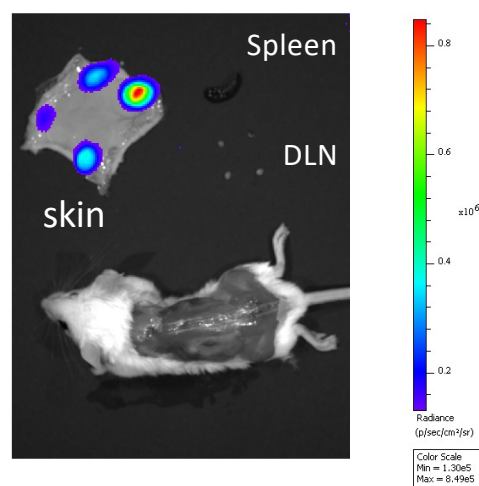 Spleen
DLN
skin
0.8
0.6
x10⁶
0.4
0.2
Radiance
(p/sec/cm²/sr)
Color Scale
Min = 1.30e5
Max = 8.49e5